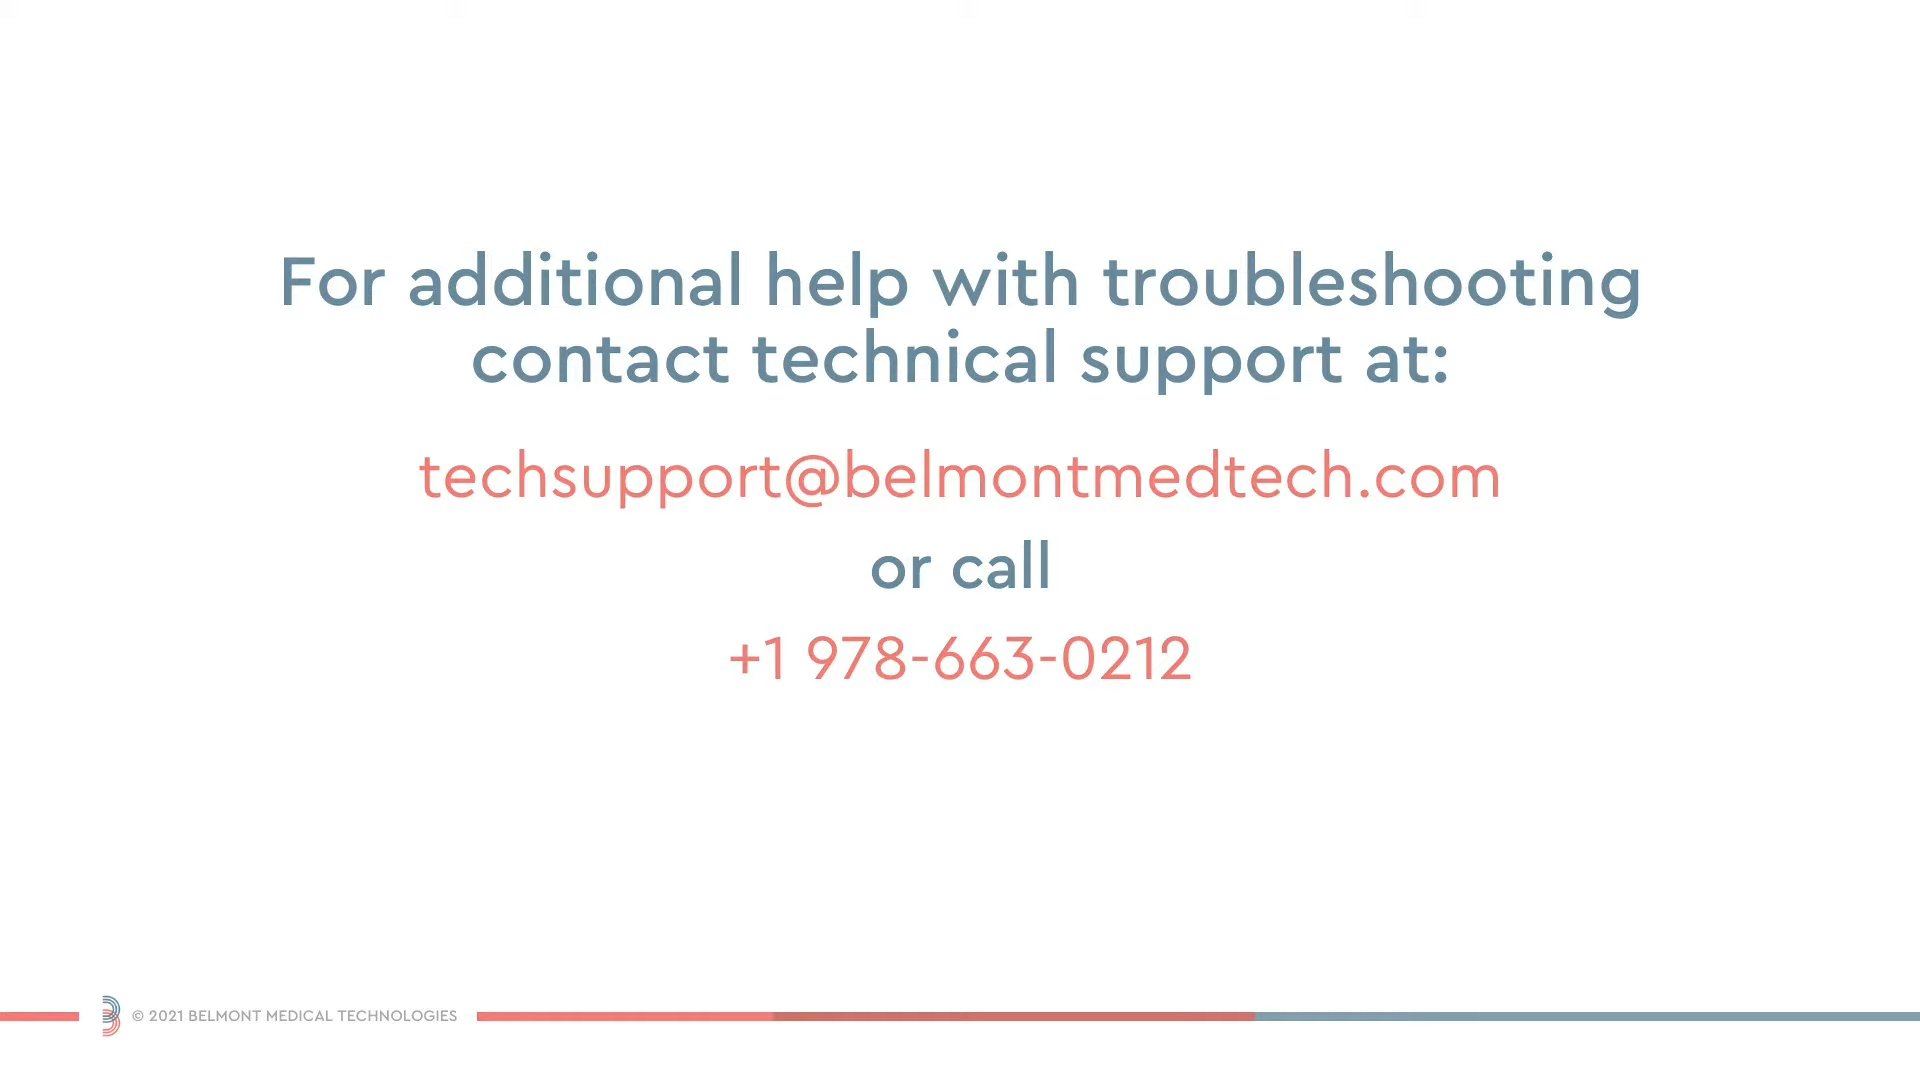 For additional help with troubleshooting
contact technical support at:
techsupport@belmontmedtech.com
or call
+1 978-663-0212
© 2021 BELMONT MEDICAL TECHNOLOGIES